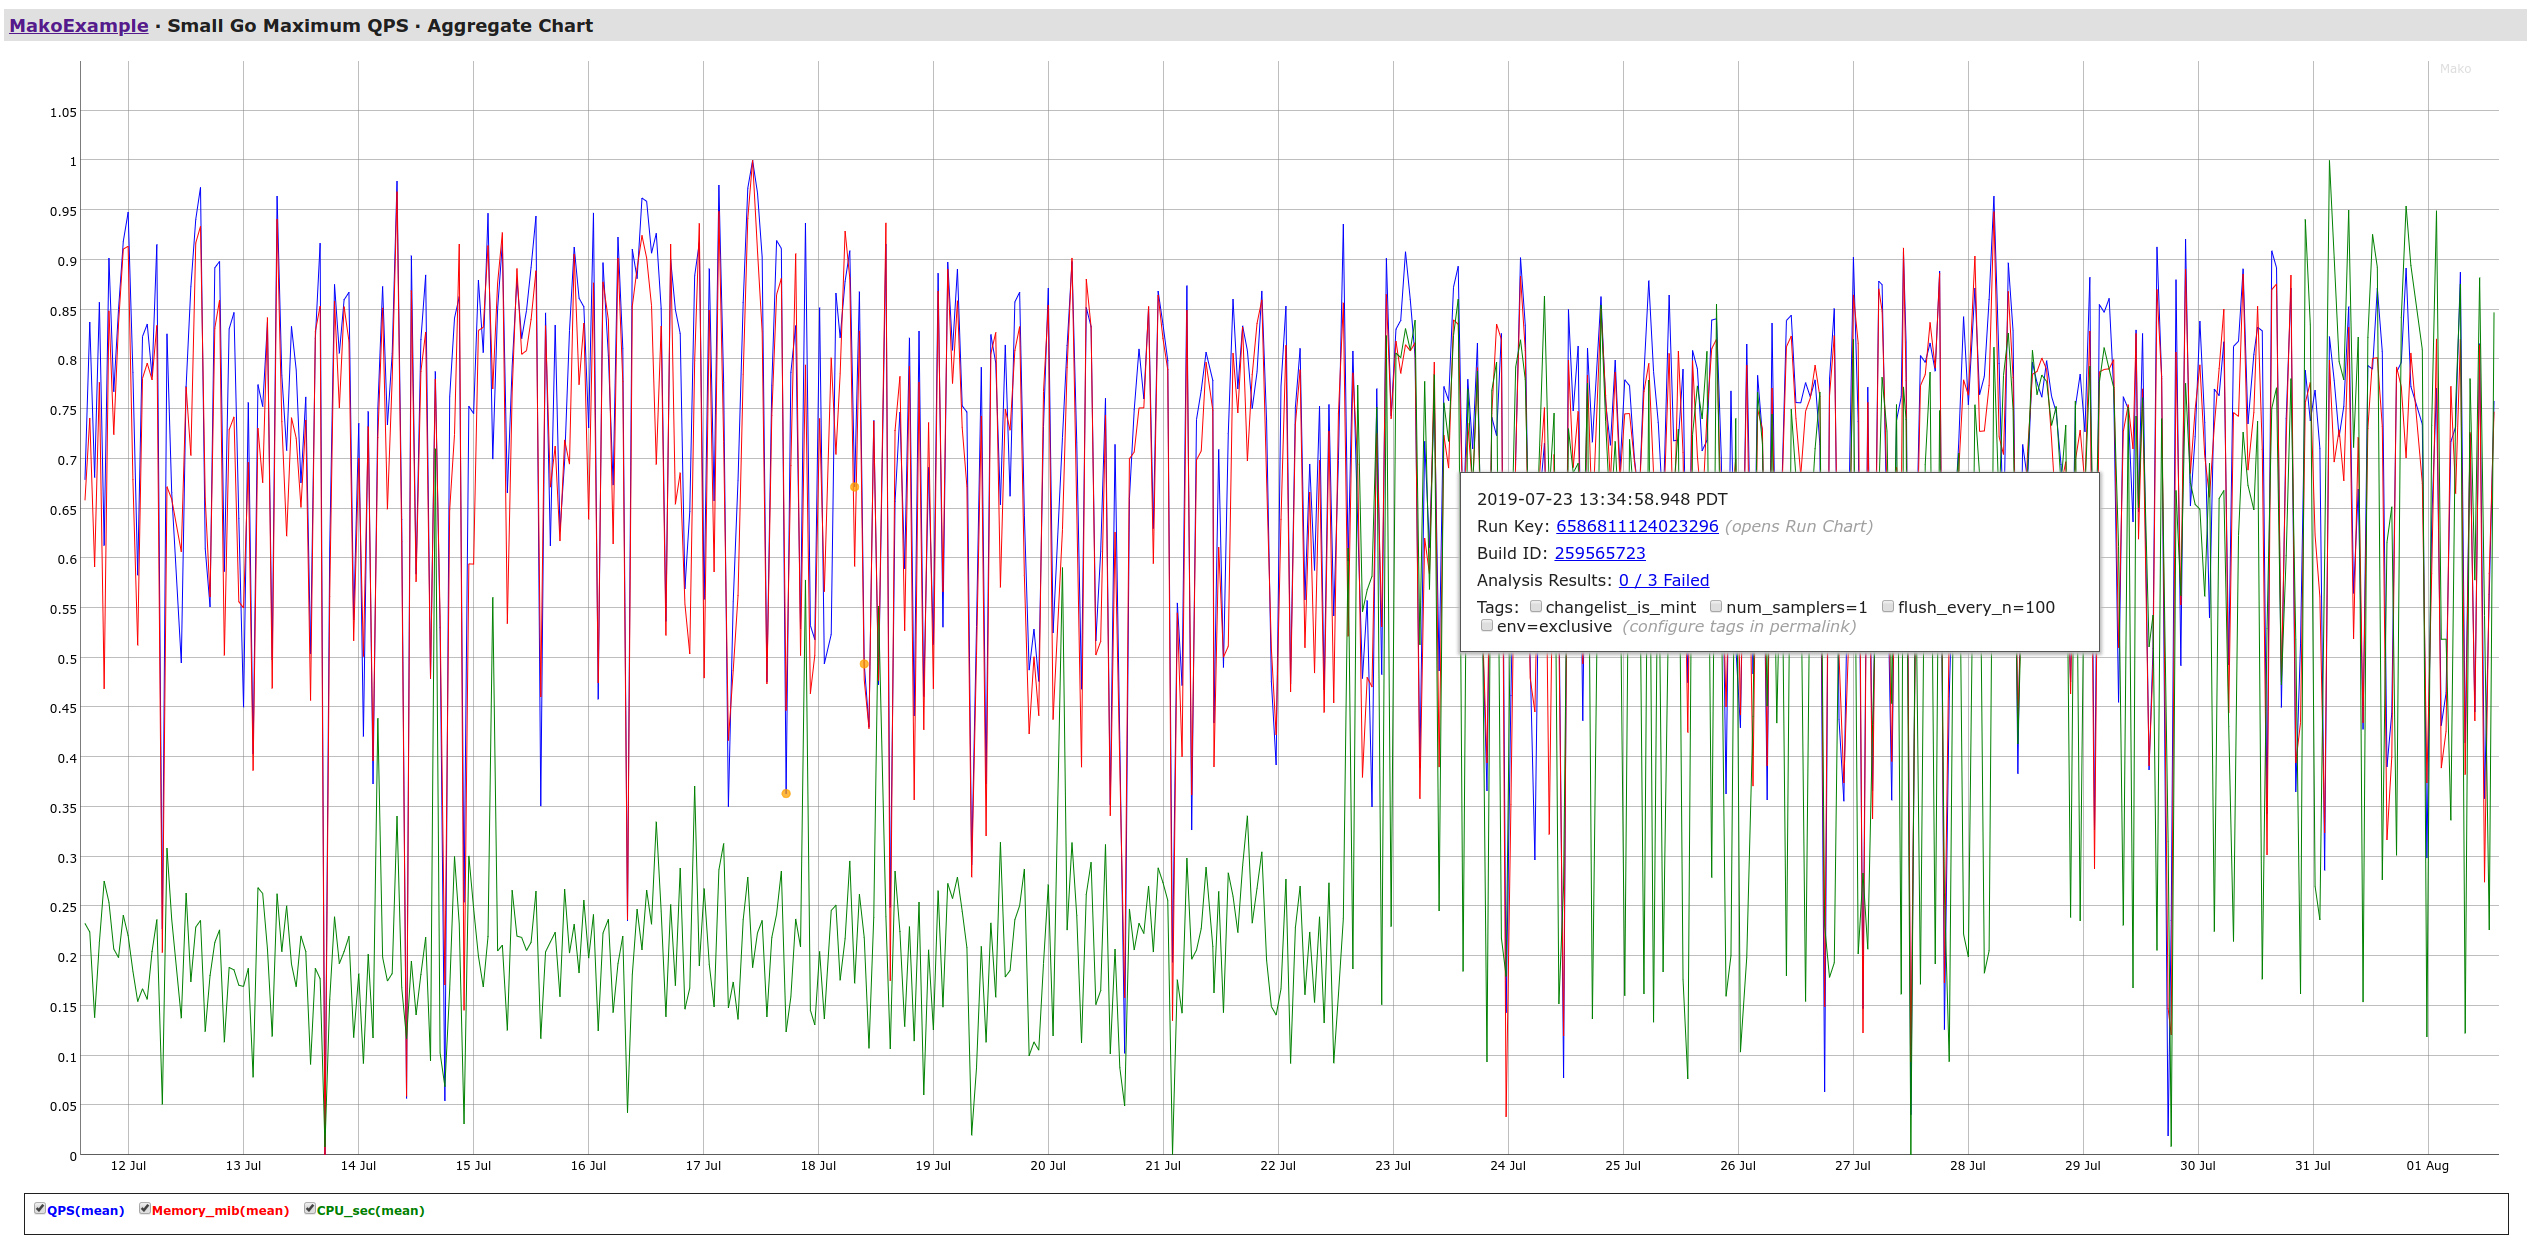 MakoExample · Small Go Maximum QPS · Aggregate Chart
Mako
1.05
1
0.95
0.9
0.85
0.8
0.75
0.7
0.65
0.6
0.55
0.5
0.45
0.4
0.35
0.3
0.25
0.2
0.15
0.1
0.05
0
2019-07-23 13:34:58.948 PDT
Run Key: 6586811124023296 (opens Run Chart)
Build ID: 259565723
Analysis Results: 0 / 3 Failed
Tags: changelist_is_mint num_samplers=1 flush_every_n=100
env=exclusive (configure tags in permalink)
12 Jul 13 Jul 14 Jul 15 Jul 16 Jul 17 Jul 18 Jul 19 Jul 20 Jul 21 Jul 22 Jul 23 Jul 24 Jul 25 Jul 26 Jul 27 Jul 28 Jul 29 Jul 30 Jul 31 Jul 01 Aug
QPS(mean) Memory_mib(mean) CPU_sec(mean)